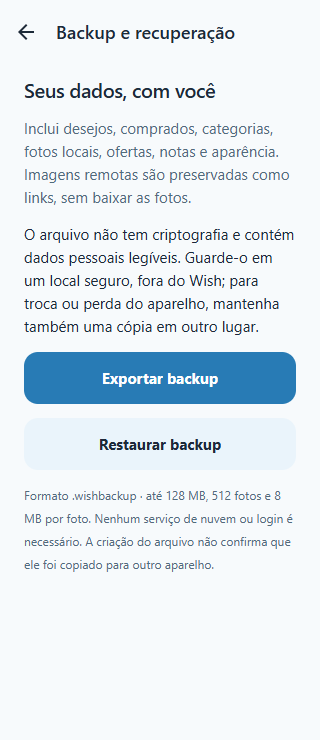 Backup e recuperação
Seus dados, com você
Inclui desejos, comprados, categorias,
fotos locais, ofertas, notas e aparência.
Imagens remotas são preservadas como
links, sem baixar as fotos.
O arquivo não tem criptografia e contém
dados pessoais legíveis. Guarde-o em
um local seguro, fora do Wish; para
troca ou perda do aparelho, mantenha
também uma cópia em outro lugar.
Exportar backup
Restaurar backup
Formato .wishbackup · até 128 MB, 512 fotos e 8
MB por foto. Nenhum serviço de nuvem ou login é
necessário. A criação do arquivo não confirma que
ele foi copiado para outro aparelho.